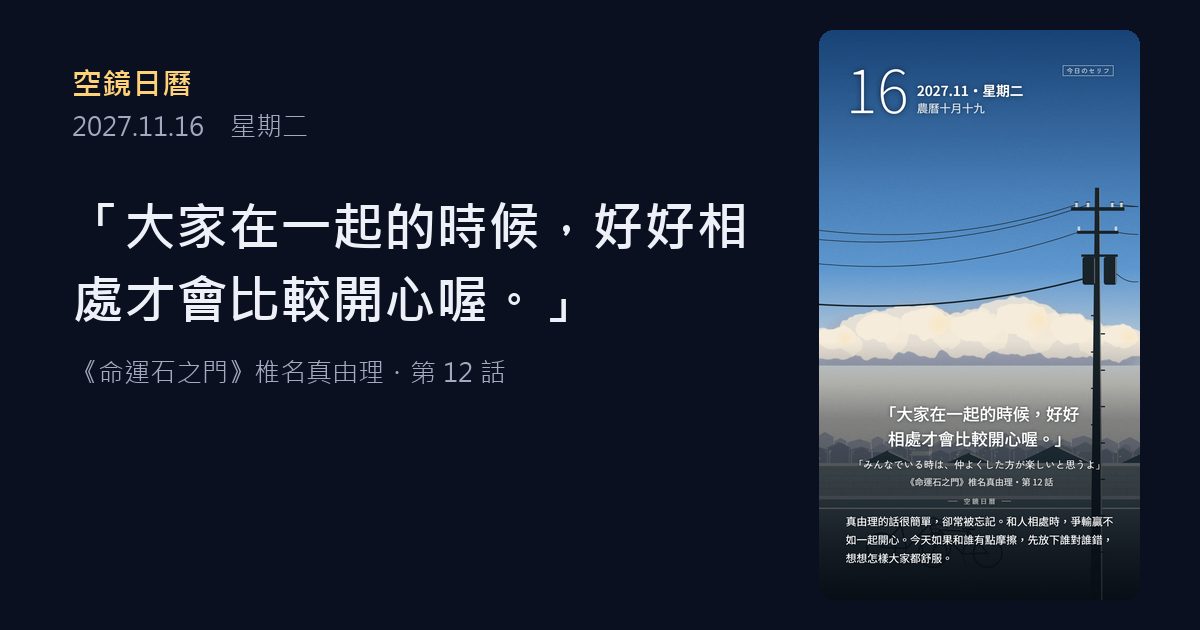 空鏡日曆
2027.11.16 星期二
「大家在一起的時候，好好相
處才會比較開心喔。」
《命運石之門》椎名真由理・第 12 話
16
2027.11・星期二
農曆十月十九
今日のセリフ
「大家在一起的時候，好好
相處才會比較開心喔。」
「みんなでいる時は、仲よくした方が楽しいと思うよ」
《命運石之門》椎名真由理・第 12 話
空鏡日曆
真由理的話很簡單，卻常被忘記。和人相處時，爭輸贏不
如一起開心。今天如果和誰有點摩擦，先放下誰對誰錯，
想想怎樣大家都舒服。